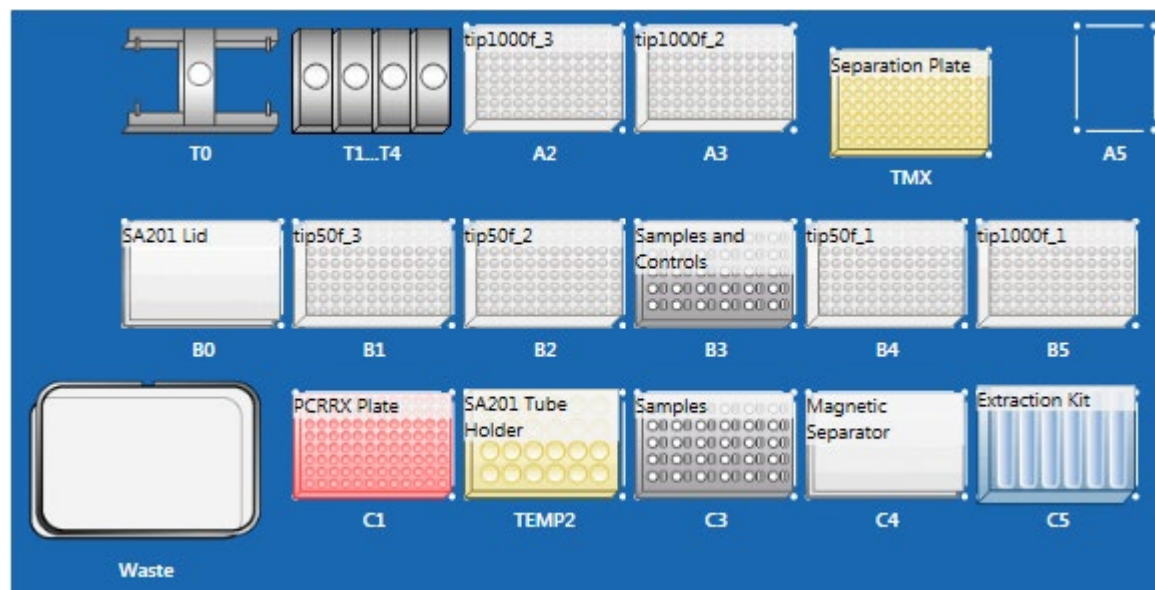 tip1000f_3
tip1000f_2
Separation Plate
T0
T1...T4
A2
A3
TMX
A5
SA201 Lid
tip50f_3
tip50f_2
Samples and
Controls
tip50f_1
tip1000f_1
B0
B1
B2
B3
B4
B5
PCRRX Plate
SA201 Tube
Holder
Samples
Magnetic
Separator
Extraction Kit
C1
TEMP2
C3
C4
C5
Waste